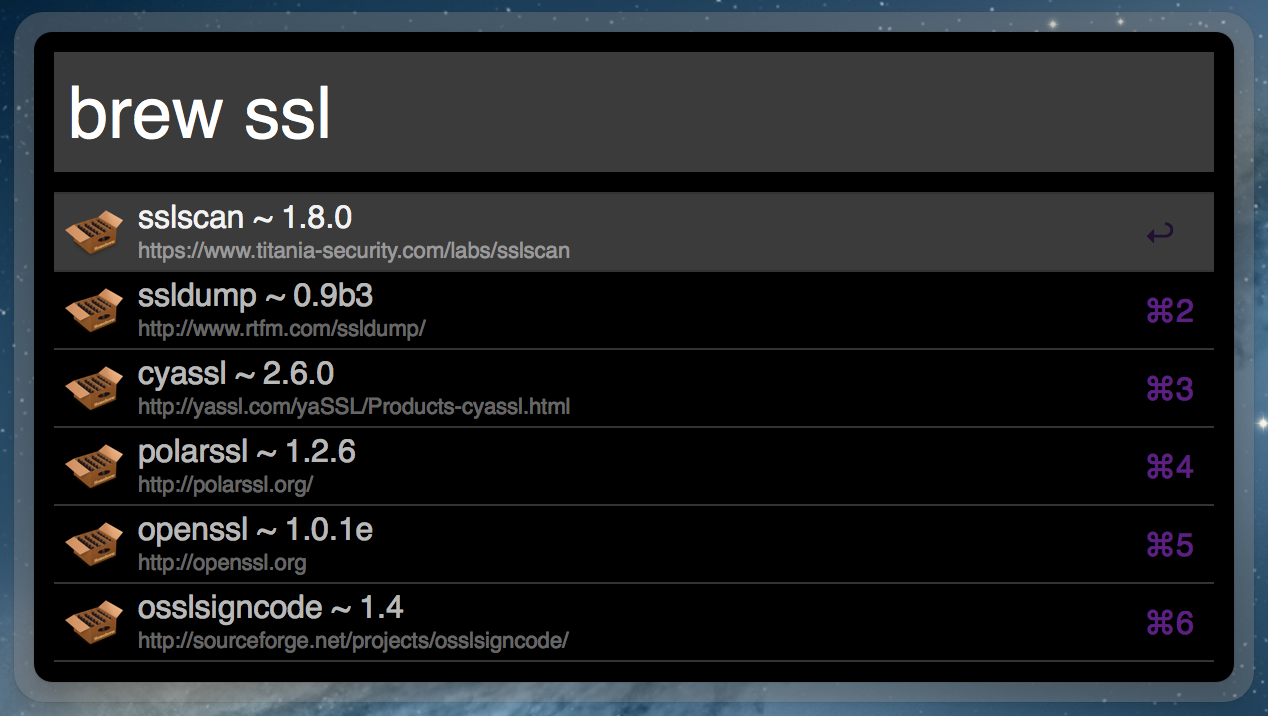 brew ssl
sslscan ~ 1.8.0
https://www.titania-security.com/labs/sslscan
↩
ssldump ~ 0.9b3
http://www.rtfm.com/ssldump/
⌘2
cyassl ~ 2.6.0
http://yassl.com/yaSSL/Products-cyassl.html
⌘3
polarssl ~ 1.2.6
http://polarssl.org/
⌘4
openssl ~ 1.0.1e
http://openssl.org
⌘5
osslsigncode ~ 1.4
http://sourceforge.net/projects/osslsigncode/
⌘6